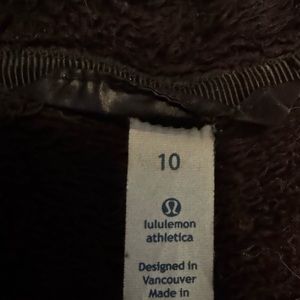 10
lululemon
athletica
Designed in
Vancouver
Made in